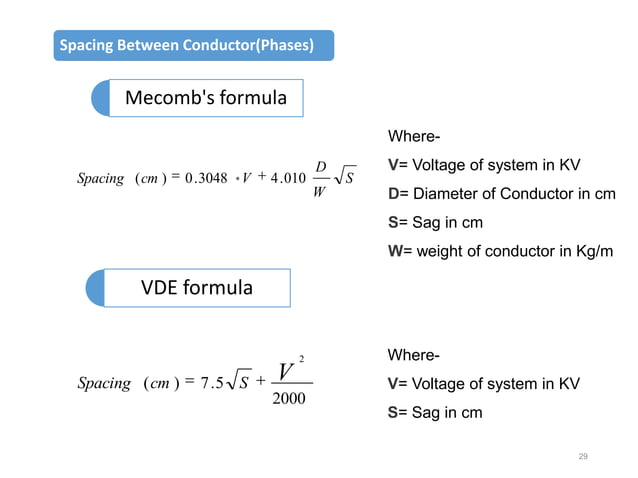 Spacing Between Conductor(Phases)
Mecomb's formula
Spacing (cm) = 0.3048 * V + 4.010 D/W √S
Where-
V= Voltage of system in KV
D= Diameter of Conductor in cm
S= Sag in cm
W= weight of conductor in Kg/m
VDE formula
Spacing (cm) = 7.5 √S + V²/2000
Where-
V= Voltage of system in KV
S= Sag in cm
29